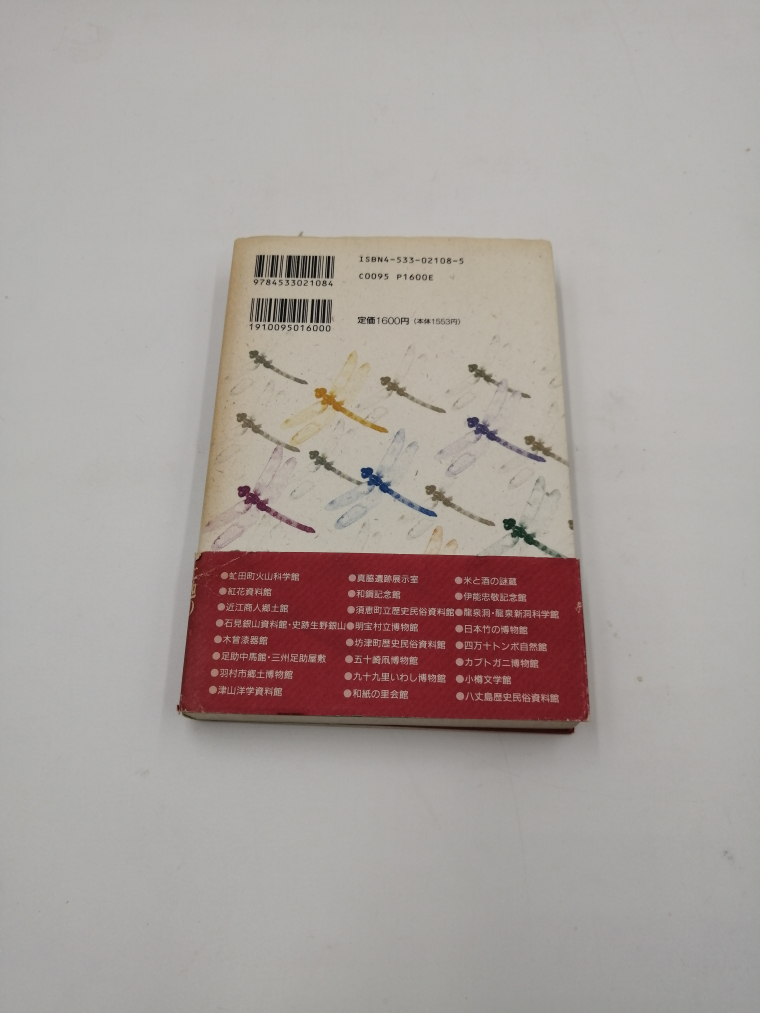 ISBN4-533-02108-5
9784533021084
C0095 P1600E
1910095016000
定価1600円（本体1553円）
●虻田町火山科学館
●紅花資料館
●近江商人郷土館
●石見銀山資料館・史跡生野銀山
●木曾漆器館
●足助中馬館・三州足助屋敷
●羽村市郷土博物館
●津山洋学資料館
●真脇遺跡展示室
●和鋼記念館
●須恵町立歴史民俗資料館
●明宝村立博物館
●坊津町歴史民俗資料館
●五十崎凧博物館
●九十九里いわし博物館
●和紙の里会館
●米と酒の謎蔵
●伊能忠敬記念館
●龍泉洞・龍泉新洞科学館
●日本竹の博物館
●四万十トンボ自然館
●カブトガニ博物館
●小樽文学館
●八丈島歴史民俗資料館